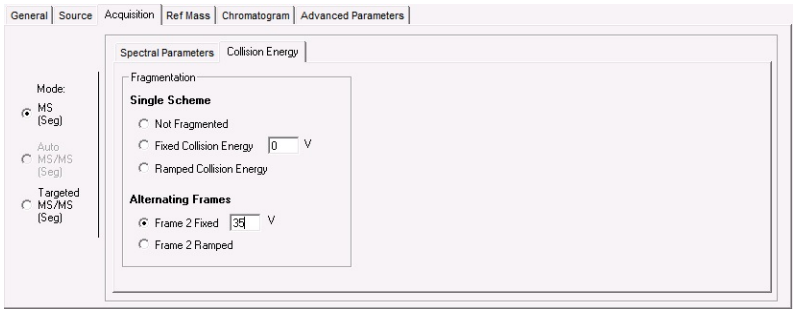 General Source Acquisition Ref Mass Chromatogram Advanced Parameters
Spectral Parameters Collision Energy
Mode:
MS
(Seg)
Auto
MS/MS
(Seg)
Targeted
MS/MS
(Seg)
Fragmentation
Single Scheme
Not Fragmented
Fixed Collision Energy 0 V
Ramped Collision Energy
Alternating Frames
Frame 2 Fixed 35 V
Frame 2 Ramped